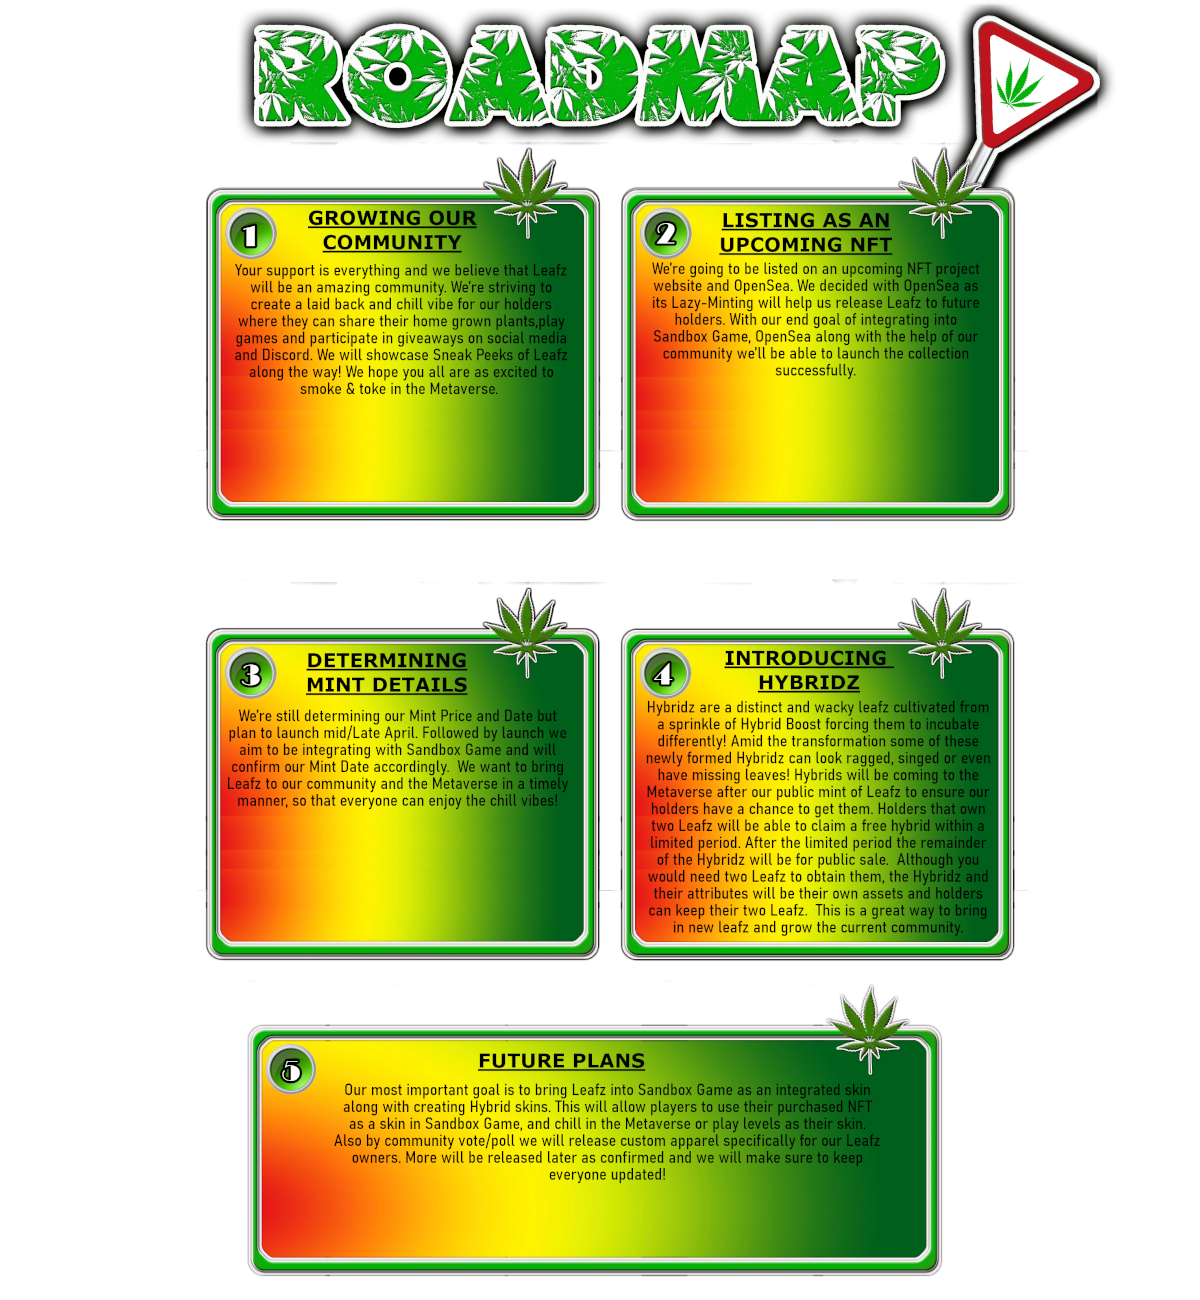 ROADMAP
1
GROWING OUR
COMMUNITY
Your support is everything and we believe that Leafz
will be an amazing community. We're striving to
create a laid back and chill vibe for our holders
where they can share their home grown plants,play
games and participate in giveaways on social media
and Discord. We will showcase Sneak Peeks of Leafz
along the way! We hope you all are as excited to
smoke & toke in the Metaverse.
2
LISTING AS AN
UPCOMING NFT
We're going to be listed on an upcoming NFT project
website and OpenSea. We decided with OpenSea as
its Lazy-Minting will help us release Leafz to future
holders. With our end goal of integrating into
Sandbox Game, OpenSea along with the help of our
community we'll be able to launch the collection
successfully.
3
DETERMINING
MINT DETAILS
We're still determining our Mint Price and Date but
plan to launch mid/Late April. Followed by launch we
aim to be integrating with Sandbox Game and will
confirm our Mint Date accordingly. We want to bring
Leafz to our community and the Metaverse in a timely
manner, so that everyone can enjoy the chill vibes!
4
INTRODUCING
HYBRIDZ
Hybridz are a distinct and wacky leafz cultivated from
a sprinkle of Hybrid Boost forcing them to incubate
differently! Amid the transformation some of these
newly formed Hybridz can look ragged, singed or even
have missing leaves! Hybrids will be coming to the
Metaverse after our public mint of Leafz to ensure our
holders have a chance to get them. Holders that own
two Leafz will be able to claim a free hybrid within a
limited period. After the limited period the remainder
of the Hybridz will be for public sale. Although you
would need two Leafz to obtain them, the Hybridz and
their attributes will be their own assets and holders
can keep their two Leafz. This is a great way to bring
in new leafz and grow the current community.
5
FUTURE PLANS
Our most important goal is to bring Leafz into Sandbox Game as an integrated skin
along with creating Hybrid skins. This will allow players to use their purchased NFT
as a skin in Sandbox Game, and chill in the Metaverse or play levels as their skin.
Also by community vote/poll we will release custom apparel specifically for our Leafz
owners. More will be released later as confirmed and we will make sure to keep
everyone updated!